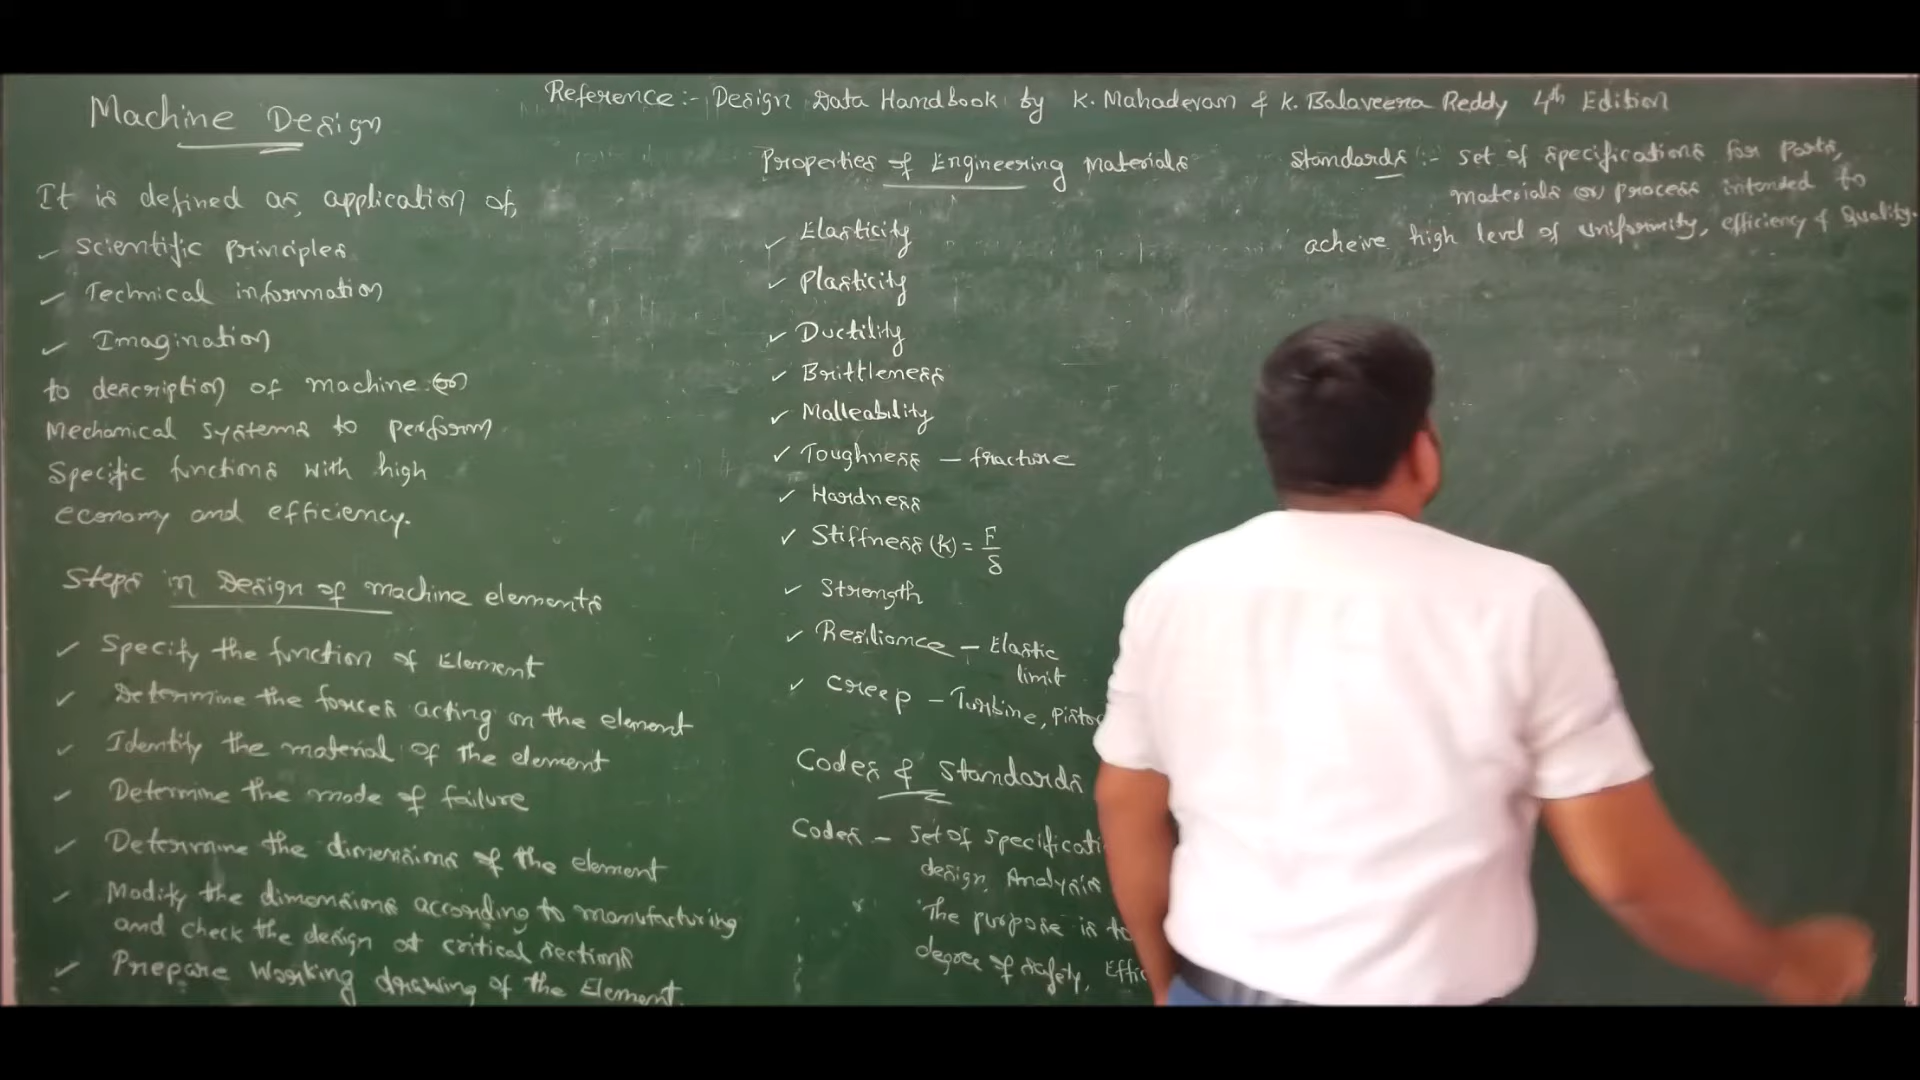 Machine Design
Reference:- Design Data Handbook by K. Mahadevan & K. Balaveera Reddy 4th Edition
It is defined as, application of,
Scientific principles
Technical information
Imagination
to description of machine (or)
Mechanical systems to perform
Specific functions with high
economy and efficiency.
Steps in Design of machine elements
Specify the function of Element
Determine the forces acting on the element
Identity the material of the element
Determine the mode of failure
Determine the dimensions of the element
Modify the dimensions according to manufacturing
and check the design at critical sections
Prepare Working drawing of the Element.
Properties of Engineering Materials
Elasticity
Plasticity
Ductility
Brittleness
Malleability
Toughness - fracture
Hardness
Stiffness (k) = F/δ
Strength
Resiliance - Elastic
limit
Creep - Turbine,
Codes & Standards
Codes - Set of
design, Analysis
The purpose is to
degree of safety,
Standards :- set of specifications for parts,
materials (or) process intended to
acheive high level of uniformity, efficiency & Quality.